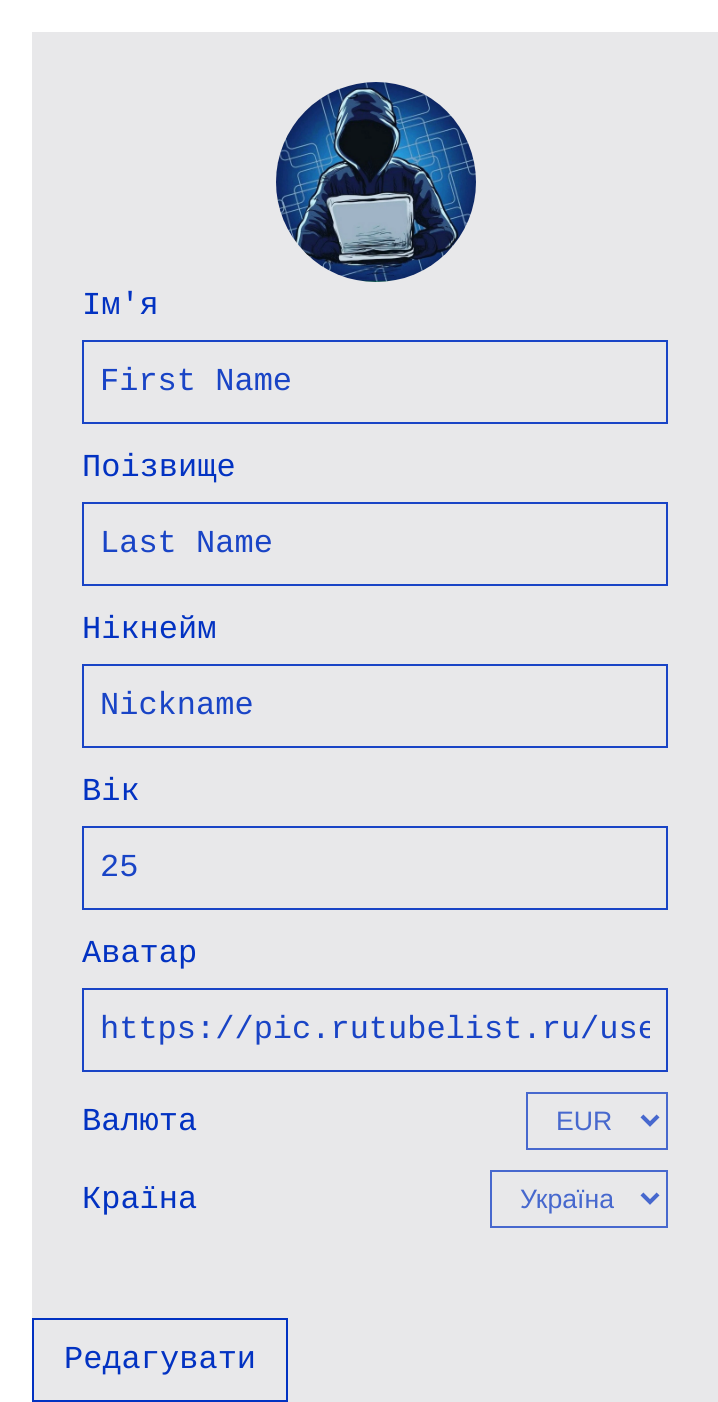 Ім'я
First Name
Поізвище
Last Name
Нікнейм
Nickname
Вік
25
Аватар
https://pic.rutubelist.ru/use
Валюта
EUR
Країна
Україна
Редагувати